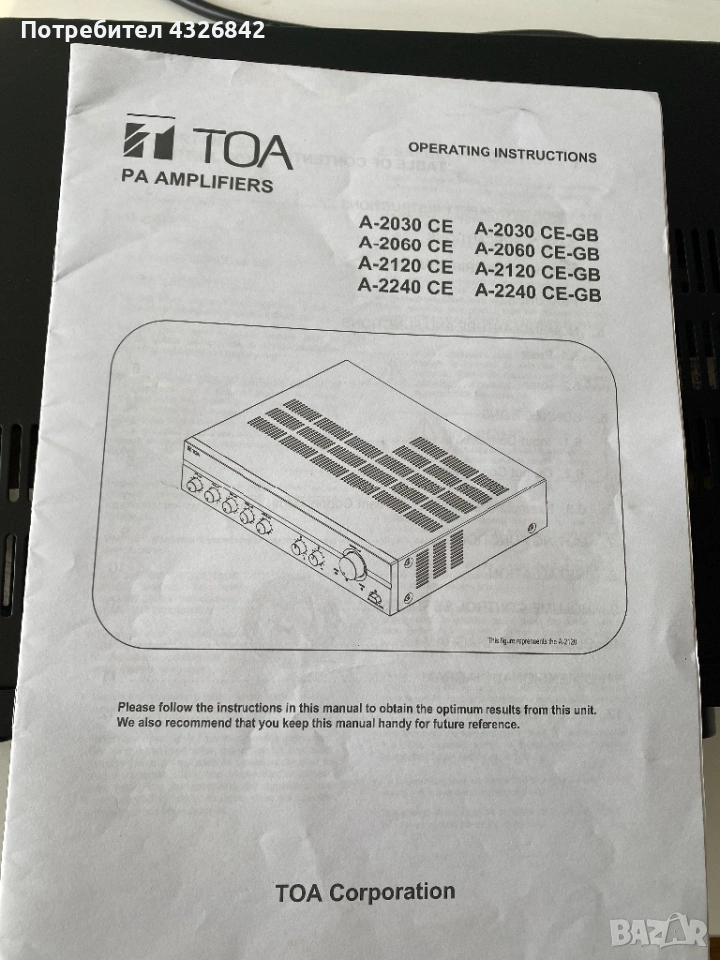 Потребител 4326842
TOA
OPERATING INSTRUCTIONS
PA AMPLIFIERS
A-2030 CE A-2030 CE-GB
A-2060 CE A-2060 CE-GB
A-2120 CE A-2120 CE-GB
A-2240 CE A-2240 CE-GB
TOA
This figure represents the A-2120
Please follow the instructions in this manual to obtain the optimum results from this unit.
We also recommend that you keep this manual handy for future reference.
TOA Corporation
BAZAR